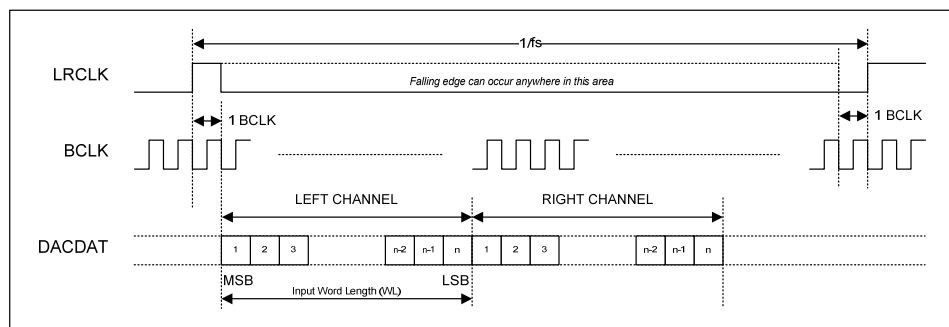 1/fs
LRCLK
Falling edge can occur anywhere in this area
1 BCLK
1 BCLK
BCLK
LEFT CHANNEL
RIGHT CHANNEL
DACDAT
1 2 3 n-2 n-1 n 1 2 3 n-2 n-1 n
MSB
LSB
Input Word Length (WL)